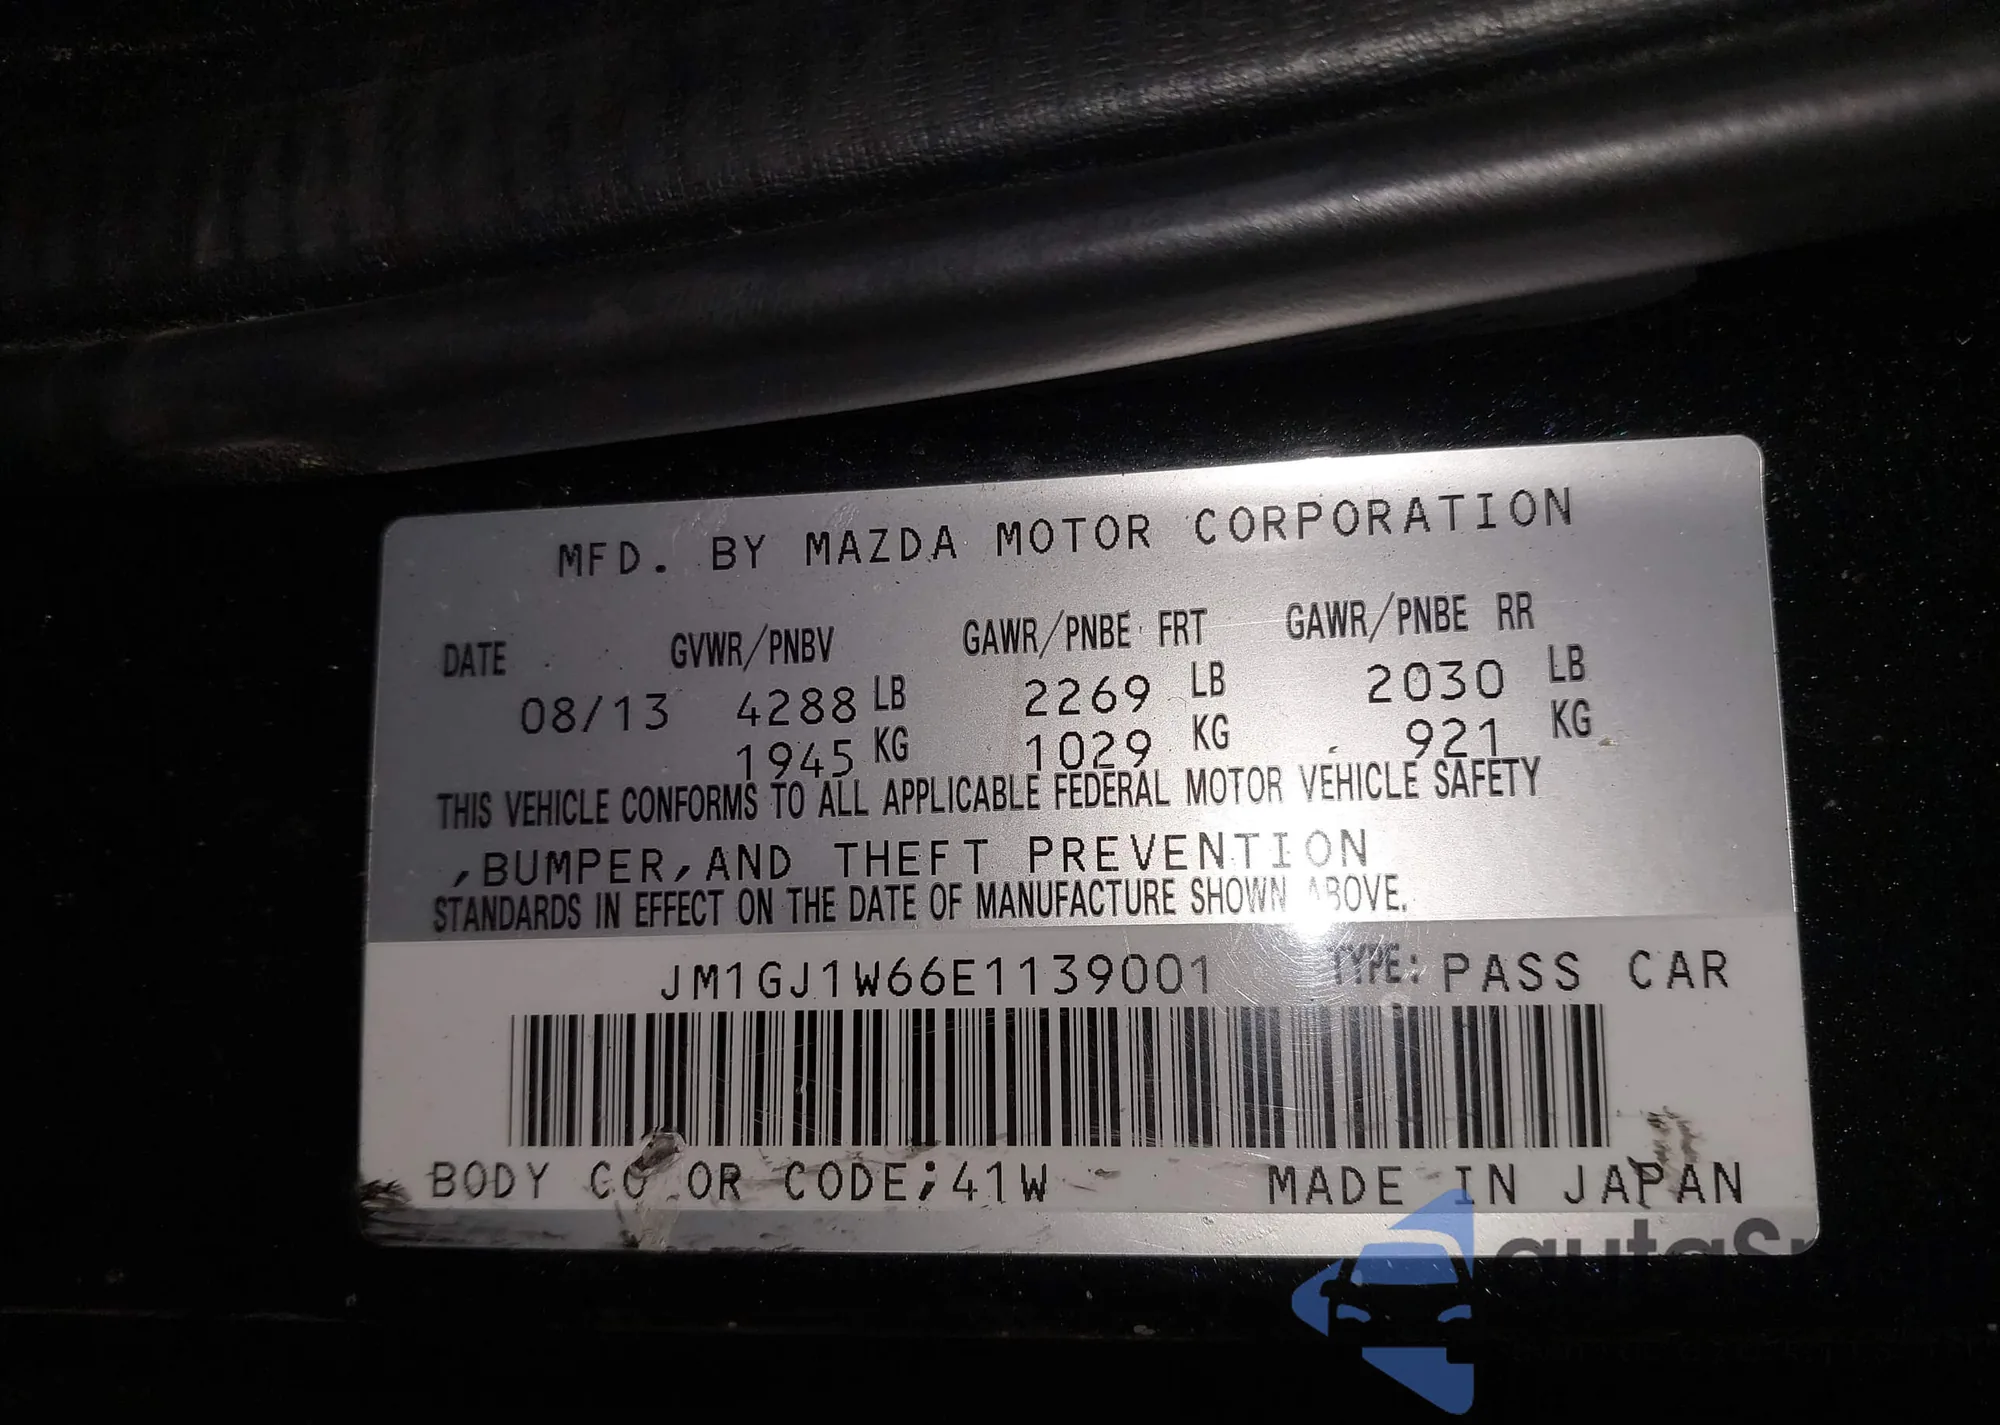 MFD. BY MAZDA MOTOR CORPORATION
DATE GVWR/PNBV GAWR/PNBE FRT GAWR/PNBE RR
08/13 4288 LB 2269 LB 2030 LB
1945 KG 1029 KG 921 KG
THIS VEHICLE CONFORMS TO ALL APPLICABLE FEDERAL MOTOR VEHICLE SAFETY
,BUMPER,AND THEFT PREVENTION
STANDARDS IN EFFECT ON THE DATE OF MANUFACTURE SHOWN ABOVE.
JM1GJ1W66E1139001 TYPE: PASS CAR
BODY CO OR CODE;41W MADE IN JAPAN